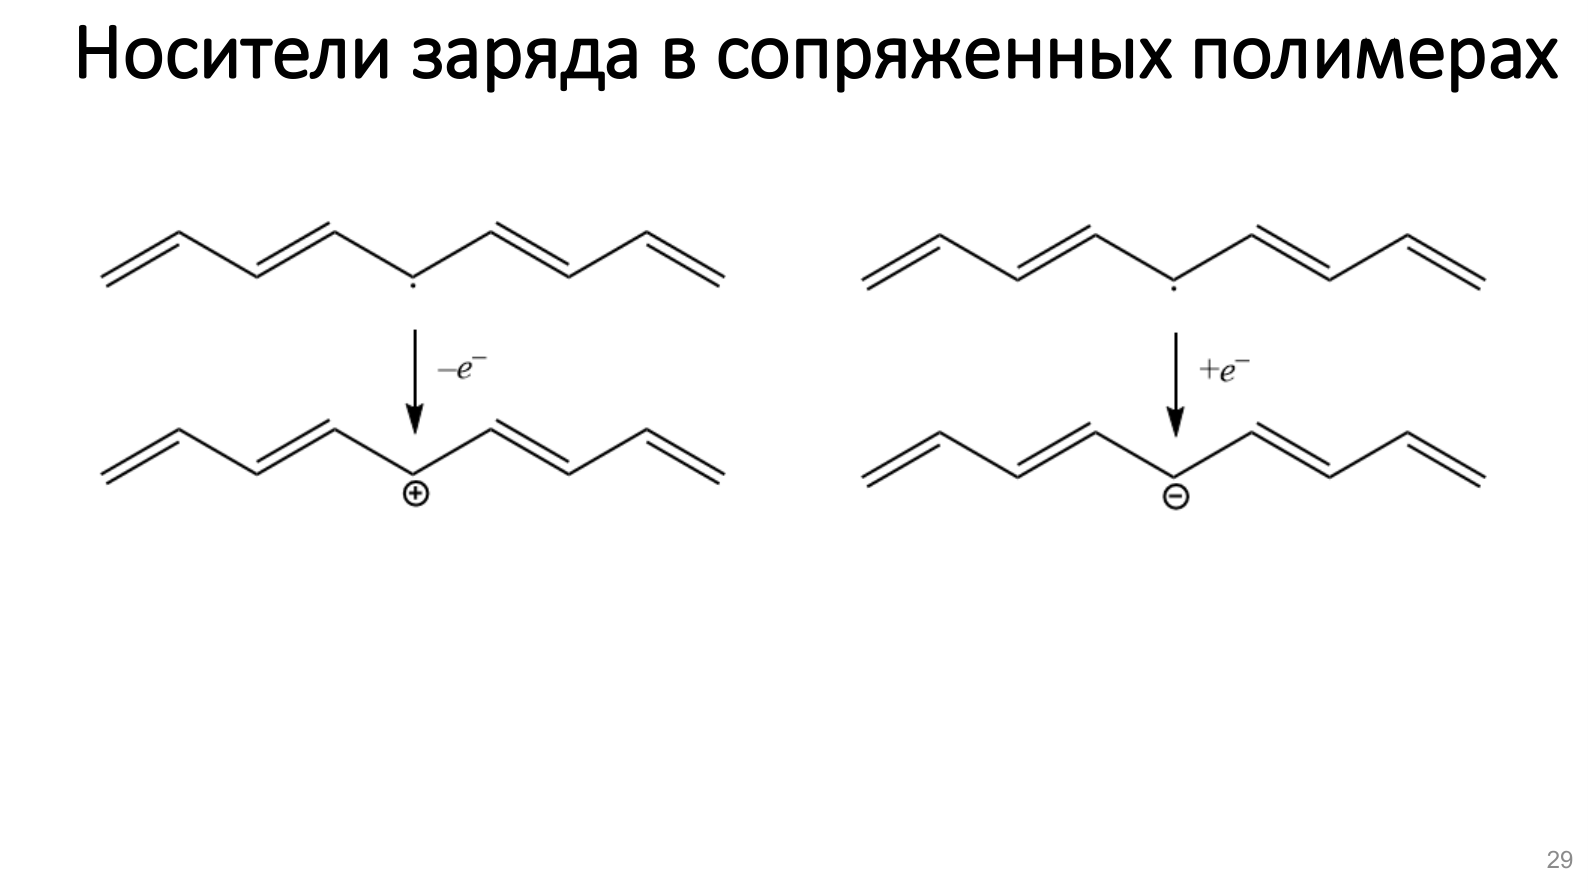 Носители заряда в сопряженных полимерах
–e⁻
+e⁻
⊕
⊖
29